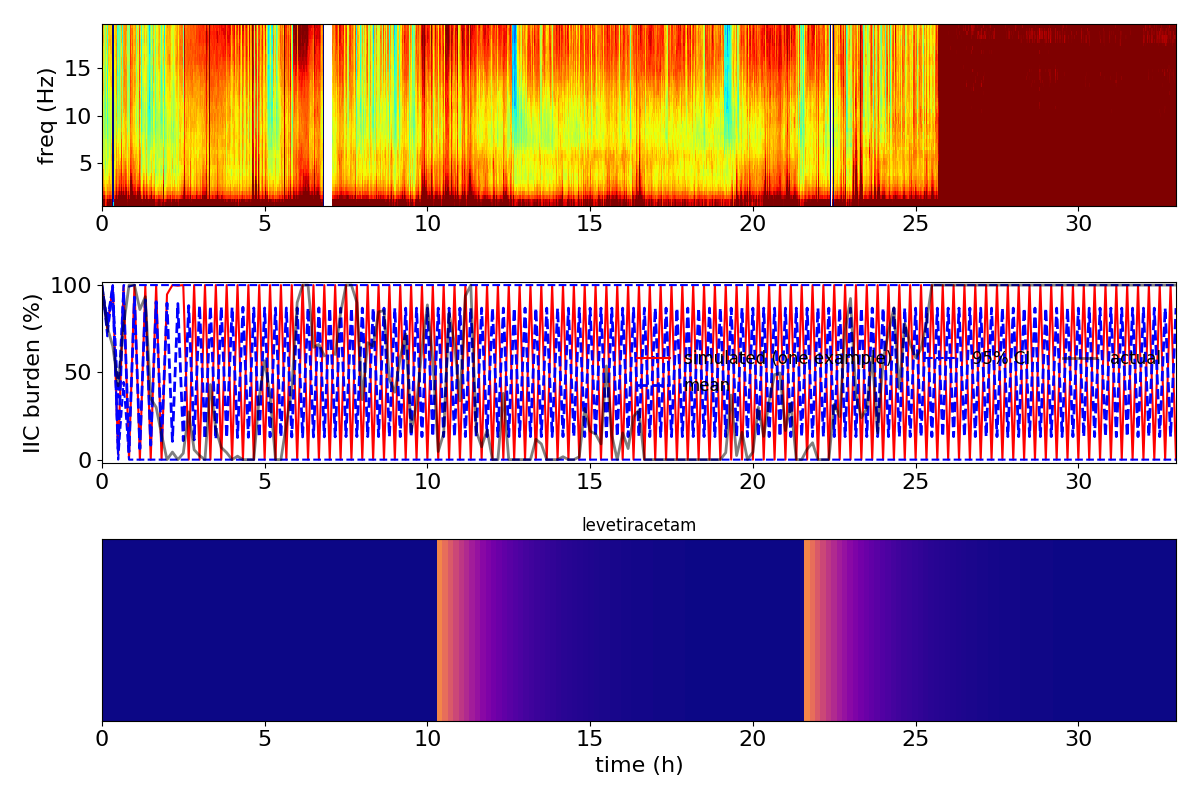 freq (Hz)
15
10
5
0 5 10 15 20 25 30
IIC burden (%)
100
50
0
simulated (one example) 95% CI actual
mean
0 5 10 15 20 25 30
levetiracetam
0 5 10 15 20 25 30
time (h)